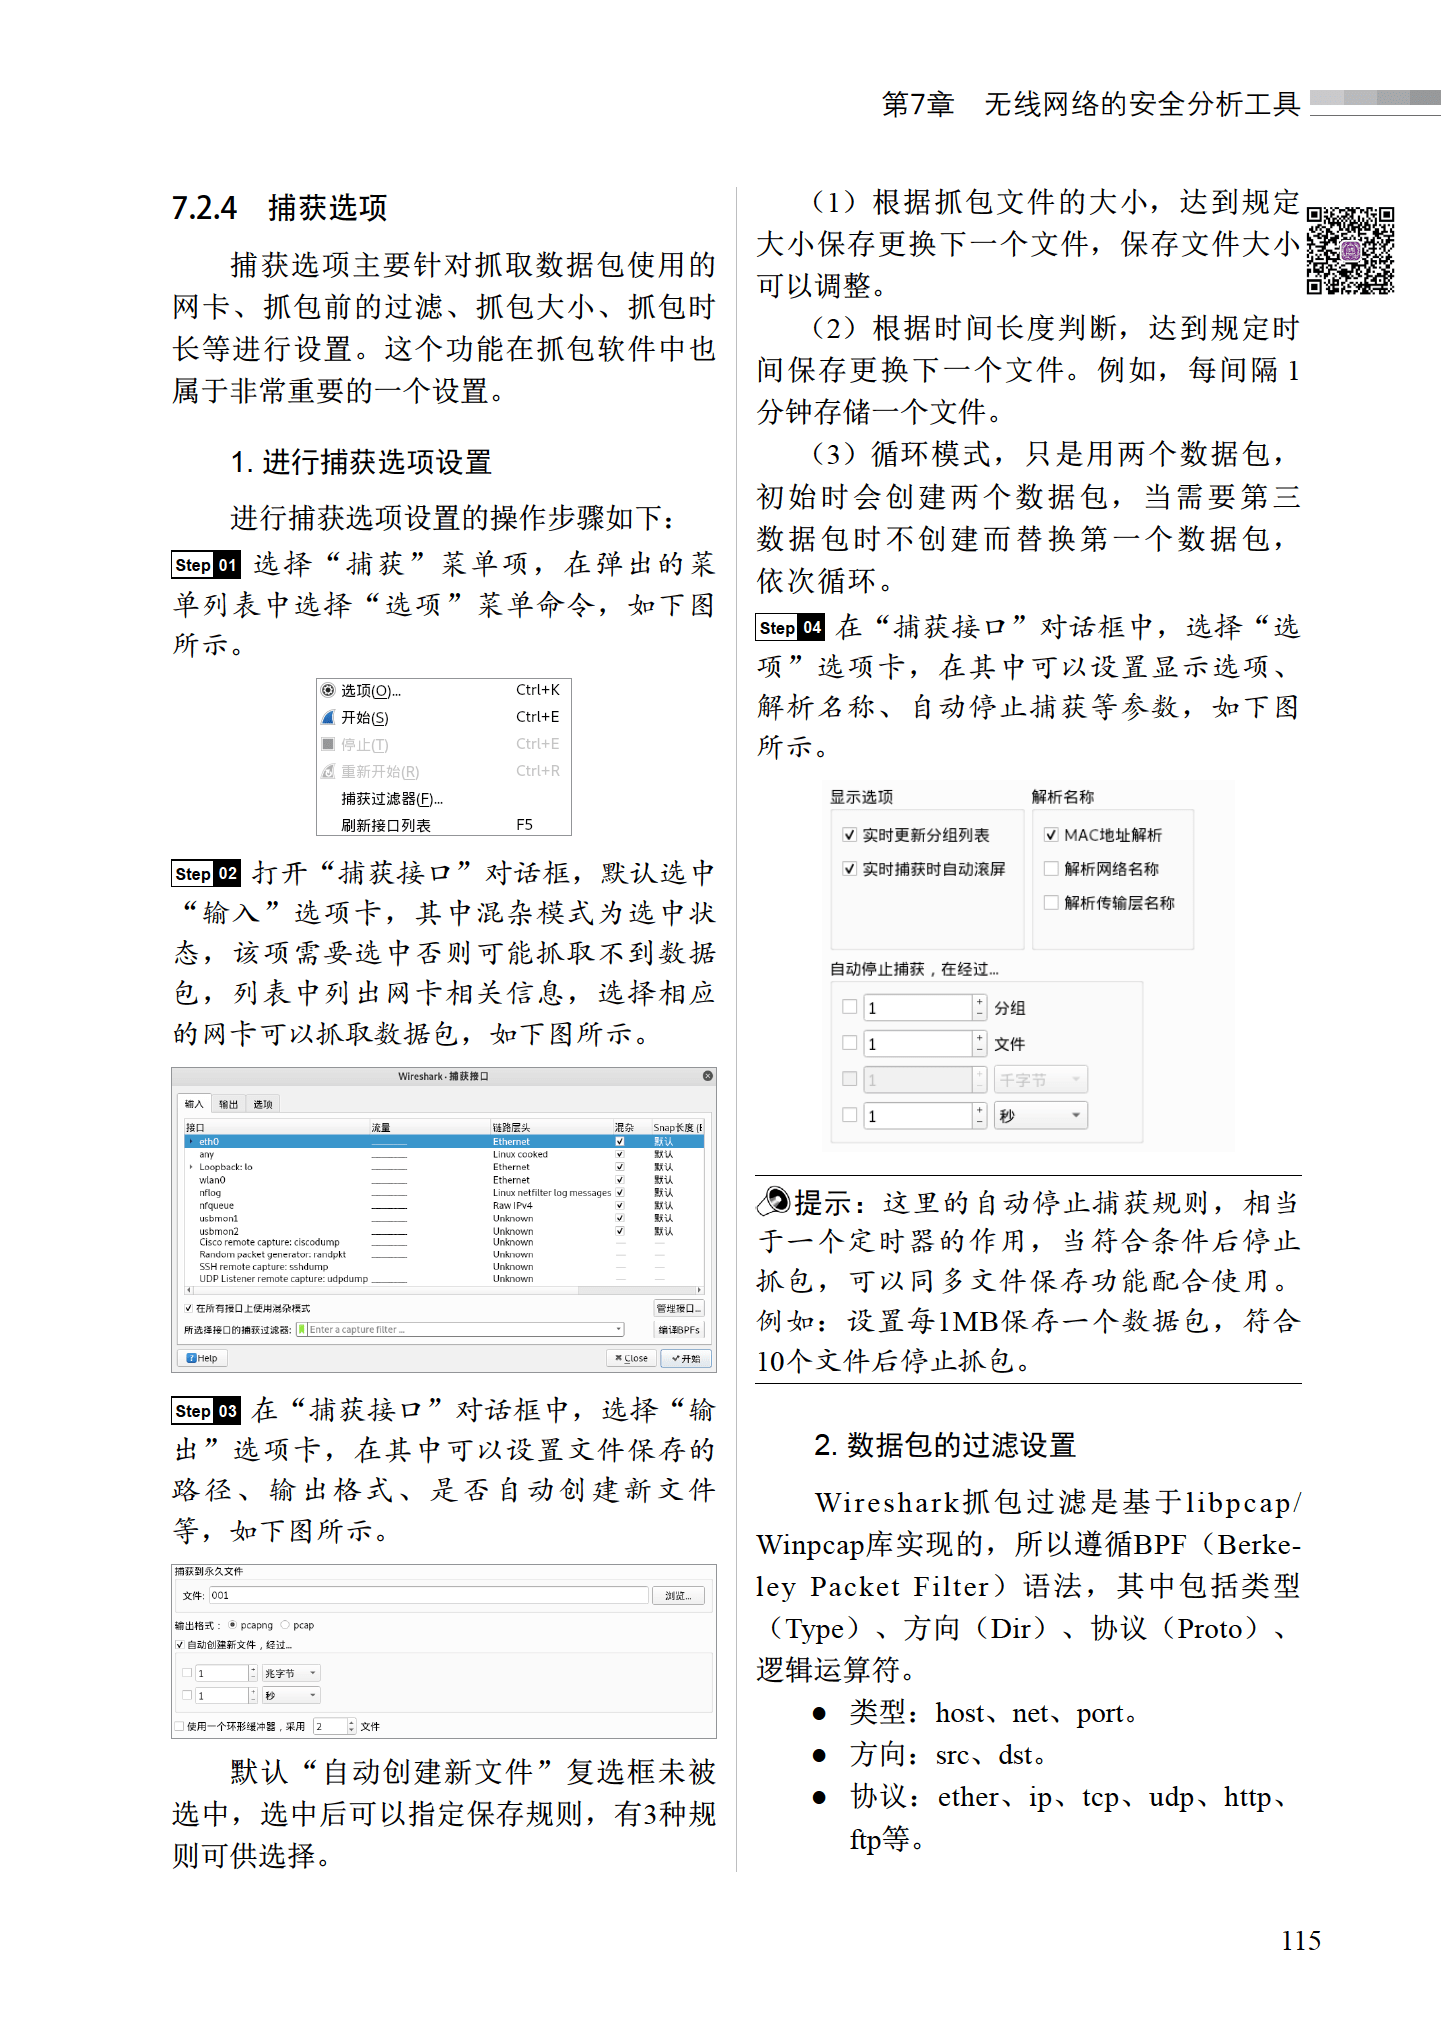 第7章 无线网络的安全分析工具
7.2.4 捕获选项
捕获选项主要针对抓取数据包使用的
网卡、抓包前的过滤、抓包大小、抓包时
长等进行设置。这个功能在抓包软件中也
属于非常重要的一个设置。
1. 进行捕获选项设置
进行捕获选项设置的操作步骤如下：
Step 01 选择“捕获”菜单项，在弹出的菜
单列表中选择“选项”菜单命令，如下图
所示。
选项(O)... Ctrl+K
开始(S) Ctrl+E
停止(T) Ctrl+E
重新开始(R) Ctrl+R
捕获过滤器(F)...
刷新接口列表 F5
Step 02 打开“捕获接口”对话框，默认选中
“输入”选项卡，其中混杂模式为选中状
态，该项需要选中否则可能抓取不到数据
包，列表中列出网卡相关信息，选择相应
的网卡可以抓取数据包，如下图所示。
Wireshark · 捕获接口
输入 输出 选项
接口 流量 链路层头 混杂 Snap长度 (
eth0 Ethernet 默认
any Linux cooked 默认
Loopback: lo Ethernet 默认
wlan0 Ethernet 默认
nflog Linux netfilter log messages 默认
nfqueue Raw IPv4 默认
usbmon1 Unknown 默认
usbmon2 Unknown 默认
Cisco remote capture: ciscodump Unknown
Random packet generator: randpkt Unknown
SSH remote capture: sshdump Unknown
UDP Listener remote capture: udpdump Unknown
在所有接口上使用混杂模式 管理接口...
所选择接口的捕获过滤器: Enter a capture filter ... 编译BPFs
Help Close 开始
Step 03 在“捕获接口”对话框中，选择“输
出”选项卡，在其中可以设置文件保存的
路径、输出格式、是否自动创建新文件
等，如下图所示。
捕获到永久文件
文件: 001 浏览...
输出格式： pcapng pcap
自动创建新文件，经过...
1 兆字节
1 秒
使用一个环形缓冲器，采用 2 文件
默认“自动创建新文件”复选框未被
选中，选中后可以指定保存规则，有3种规
则可供选择。
（1）根据抓包文件的大小，达到规定
大小保存更换下一个文件，保存文件大小
可以调整。
（2）根据时间长度判断，达到规定时
间保存更换下一个文件。例如，每间隔 1
分钟存储一个文件。
（3）循环模式，只是用两个数据包，
初始时会创建两个数据包，当需要第三
数据包时不创建而替换第一个数据包，
依次循环。
Step 04 在“捕获接口”对话框中，选择“选
项”选项卡，在其中可以设置显示选项、
解析名称、自动停止捕获等参数，如下图
所示。
显示选项 解析名称
实时更新分组列表 MAC地址解析
实时捕获时自动滚屏 解析网络名称
解析传输层名称
自动停止捕获，在经过...
1 分组
1 文件
1 千字节
1 秒
提示：这里的自动停止捕获规则，相当
于一个定时器的作用，当符合条件后停止
抓包，可以同多文件保存功能配合使用。
例如：设置每1MB保存一个数据包，符合
10个文件后停止抓包。
2. 数据包的过滤设置
Wireshark抓包过滤是基于libpcap/
Winpcap库实现的，所以遵循BPF（Berke-
ley Packet Filter）语法，其中包括类型
（Type）、方向（Dir）、协议（Proto）、
逻辑运算符。
● 类型：host、net、port。
● 方向：src、dst。
● 协议：ether、ip、tcp、udp、http、
ftp等。
115